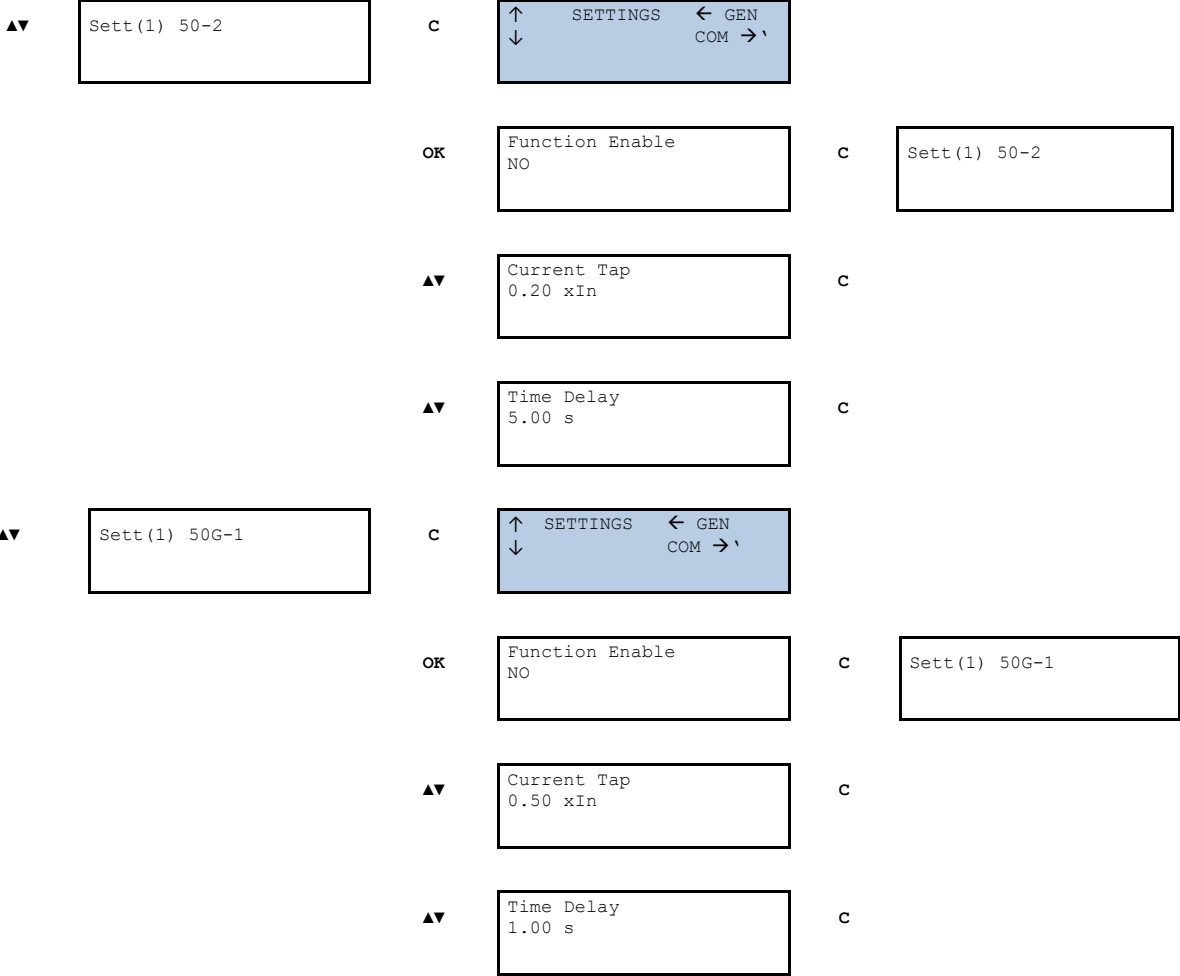 ▲▼ Sett(1) 50-2 C ↑ SETTINGS ← GEN
↓ COM →‵
OK Function Enable C Sett(1) 50-2
NO
▲▼ Current Tap C
0.20 xIn
▲▼ Time Delay C
5.00 s
▲▼ Sett(1) 50G-1 C ↑ SETTINGS ← GEN
↓ COM →‵
OK Function Enable C Sett(1) 50G-1
NO
▲▼ Current Tap C
0.50 xIn
▲▼ Time Delay C
1.00 s